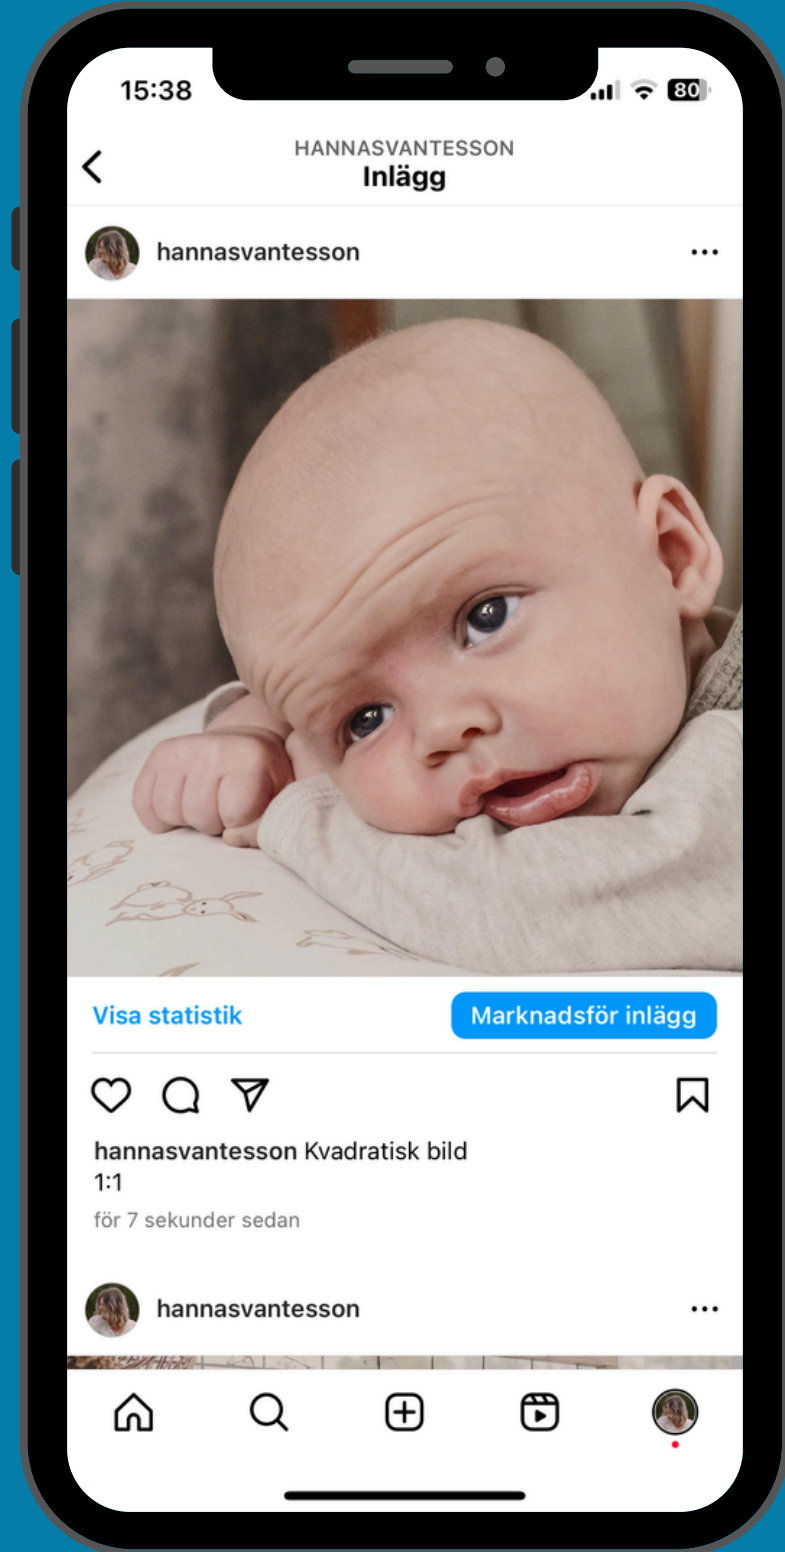 15:38
80
HANNASVANTESSON
Inlägg
hannasvantesson
Visa statistik
Marknadsför inlägg
hannasvantesson Kvadratisk bild
1:1
för 7 sekunder sedan
hannasvantesson